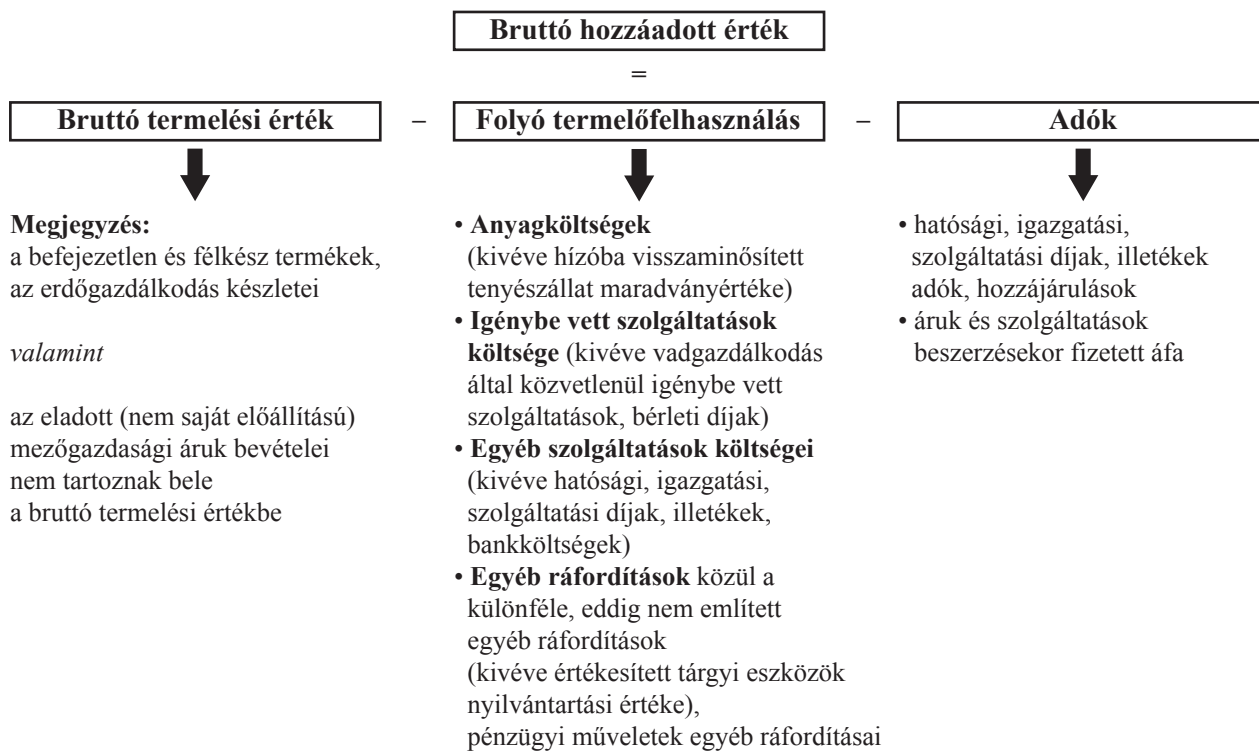 Bruttó hozzáadott érték
=
Bruttó termelési érték – Folyó termelőfelhasználás – Adók
Megjegyzés:
a befejezetlen és félkész termékek,
az erdőgazdálkodás készletei
valamint
az eladott (nem saját előállítású)
mezőgazdasági áruk bevételei
nem tartoznak bele
a bruttó termelési értékbe
• Anyagköltségek
(kivéve hízóba visszaminősített
tenyészállat maradványértéke)
• Igénybe vett szolgáltatások
költsége (kivéve vadgazdálkodás
által közvetlenül igénybe vett
szolgáltatások, bérleti díjak)
• Egyéb szolgáltatások költségei
(kivéve hatósági, igazgatási,
szolgáltatási díjak, illetékek,
bankköltségek)
• Egyéb ráfordítások közül a
különféle, eddig nem említett
egyéb ráfordítások
(kivéve értékesített tárgyi eszközök
nyilvántartási értéke),
pénzügyi műveletek egyéb ráfordításai
• hatósági, igazgatási,
szolgáltatási díjak, illetékek
adók, hozzájárulások
• áruk és szolgáltatások
beszerzésekor fizetett áfa